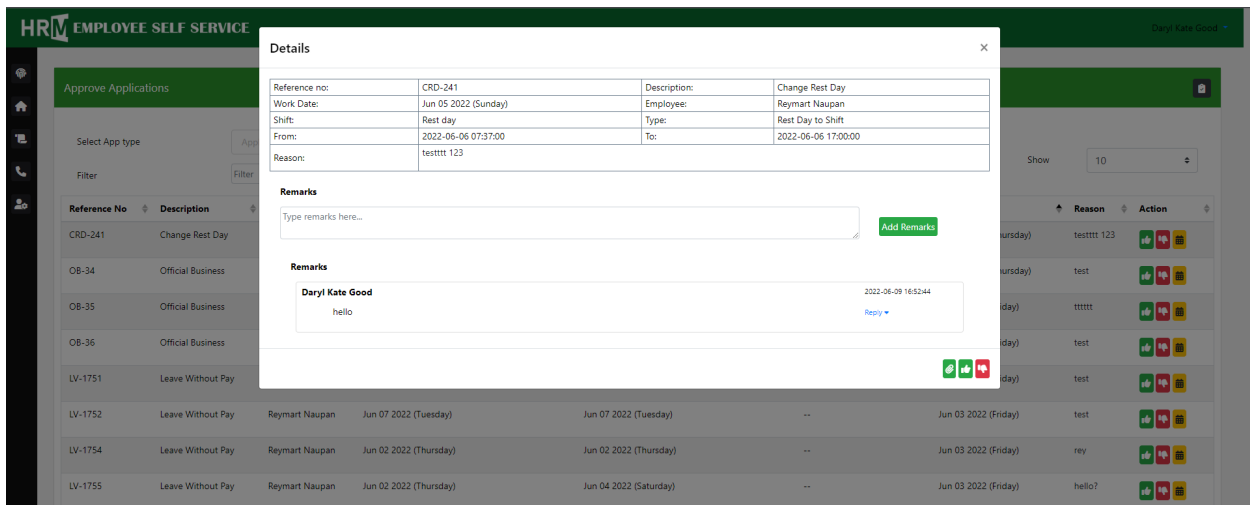 HRM EMPLOYEE SELF SERVICE
Daryl Kate Good
Details ×
Approve Applications
Reference no: CRD-241 Description: Change Rest Day
Work Date: Jun 05 2022 (Sunday) Employee: Reymart Naupan
Shift: Rest day Type: Rest Day to Shift
From: 2022-06-06 07:37:00 To: 2022-06-06 17:00:00
Reason: testttt 123
Select App type
Show 10
Filter Filter
Remarks
Type remarks here...
Add Remarks
Remarks
Daryl Kate Good 2022-06-09 16:52:44
hello Reply
Reference No Description Reason Action
CRD-241 Change Rest Day testttt 123
OB-34 Official Business test
OB-35 Official Business tttttt
OB-36 Official Business test
LV-1751 Leave Without Pay test
LV-1752 Leave Without Pay Reymart Naupan Jun 07 2022 (Tuesday) Jun 07 2022 (Tuesday) -- Jun 03 2022 (Friday) test
LV-1754 Leave Without Pay Reymart Naupan Jun 02 2022 (Thursday) Jun 02 2022 (Thursday) -- Jun 03 2022 (Friday) rey
LV-1755 Leave Without Pay Reymart Naupan Jun 02 2022 (Thursday) Jun 04 2022 (Saturday) -- Jun 03 2022 (Friday) hello?